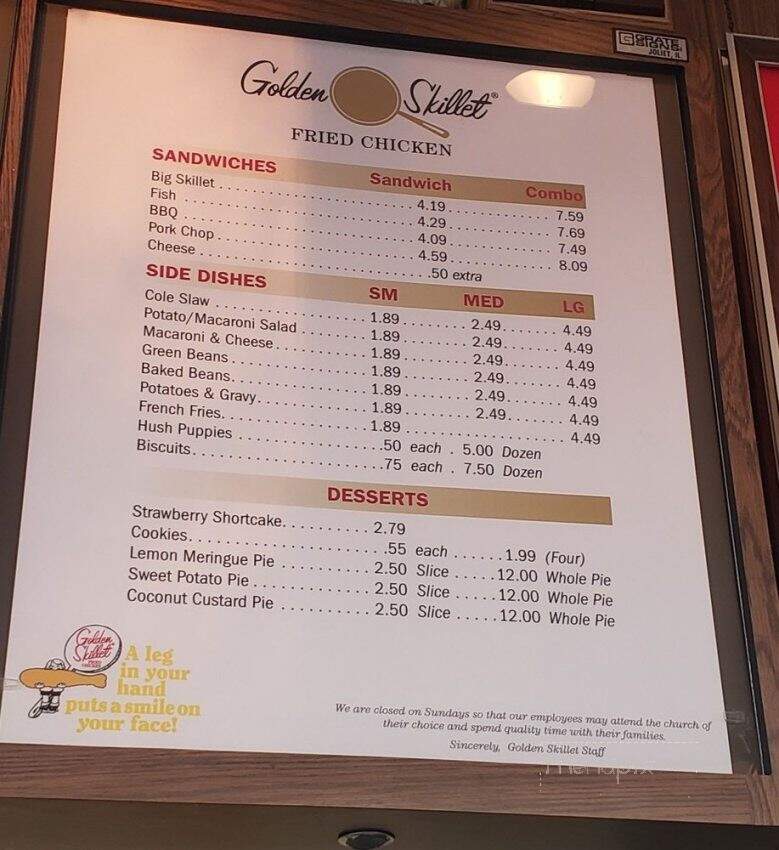 GRATE
SIGNS
JOLIET, IL
Golden Skillet®
FRIED CHICKEN
SANDWICHES Sandwich Combo
Big Skillet . . . . . . . . 4.19 . . . . . . . . 7.59
Fish . . . . . . . . 4.29 . . . . . . . . 7.69
BBQ . . . . . . . . 4.09 . . . . . . . . 7.49
Pork Chop . . . . . . . . 4.59 . . . . . . . . 8.09
Cheese . . . . . . . . .50 extra
SIDE DISHES SM MED LG
Cole Slaw . . . . . . . . 1.89 . . . . . . . . 2.49 . . . . . . . 4.49
Potato/Macaroni Salad . . . . . . . . 1.89 . . . . . . . . 2.49 . . . . . . . 4.49
Macaroni & Cheese . . . . . . . . 1.89 . . . . . . . . 2.49 . . . . . . . 4.49
Green Beans . . . . . . . . 1.89 . . . . . . . . 2.49 . . . . . . . 4.49
Baked Beans . . . . . . . . 1.89 . . . . . . . . 2.49 . . . . . . . 4.49
Potatoes & Gravy . . . . . . . . 1.89 . . . . . . . . 2.49 . . . . . . . 4.49
French Fries . . . . . . . . 1.89 . . . . . . . . 4.49
Hush Puppies . . . . . . . . .50 each . 5.00 Dozen
Biscuits . . . . . . . . .75 each . 7.50 Dozen
DESSERTS
Strawberry Shortcake . . . . . . . . 2.79
Cookies . . . . . . . . .55 each . . . . . . 1.99 (Four)
Lemon Meringue Pie . . . . . . . . 2.50 Slice . . . . . 12.00 Whole Pie
Sweet Potato Pie . . . . . . . . 2.50 Slice . . . . . 12.00 Whole Pie
Coconut Custard Pie . . . . . . . . 2.50 Slice . . . . . 12.00 Whole Pie
Golden
Skillet
A leg
in your
hand
puts a smile on
your face!
We are closed on Sundays so that our employees may attend the church of
their choice and spend quality time with their families.
Sincerely, Golden Skillet Staff
menupix